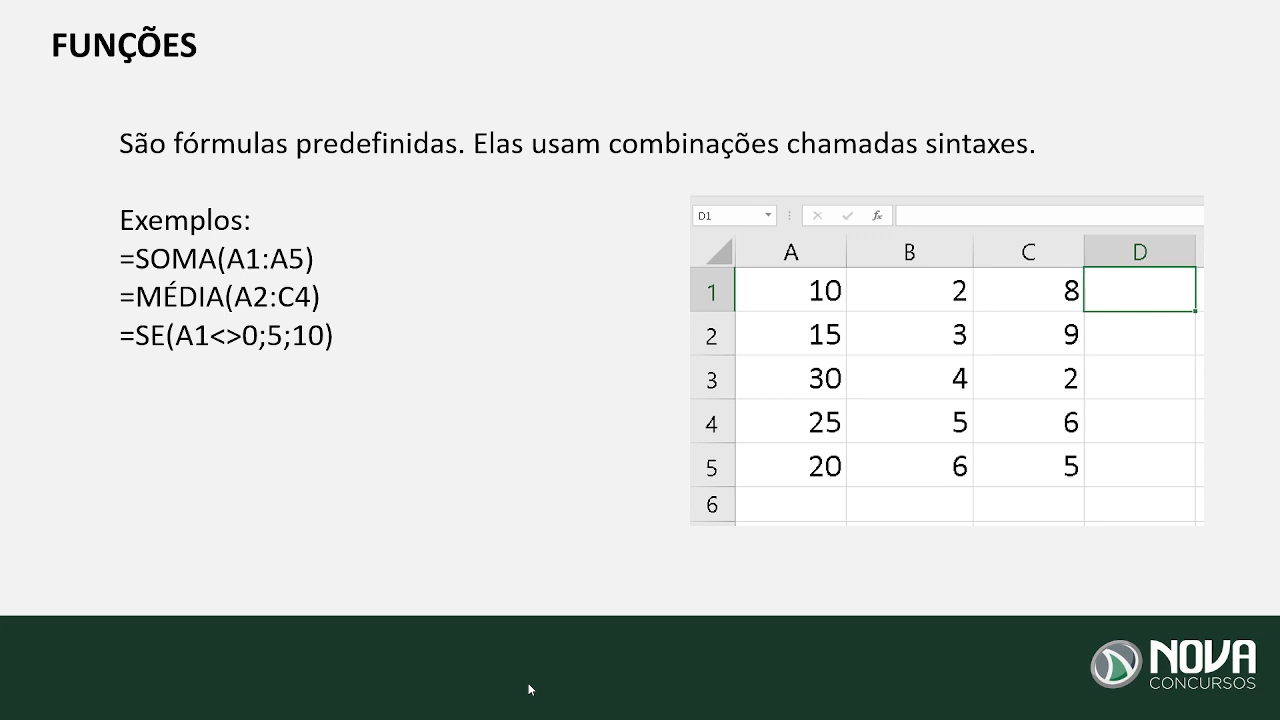 FUNÇÕES
São fórmulas predefinidas. Elas usam combinações chamadas sintaxes.
Exemplos:
=SOMA(A1:A5)
=MÉDIA(A2:C4)
=SE(A1<>0;5;10)
D1 fx
A B C D
1 10 2 8
2 15 3 9
3 30 4 2
4 25 5 6
5 20 6 5
6
NOVA
CONCURSOS